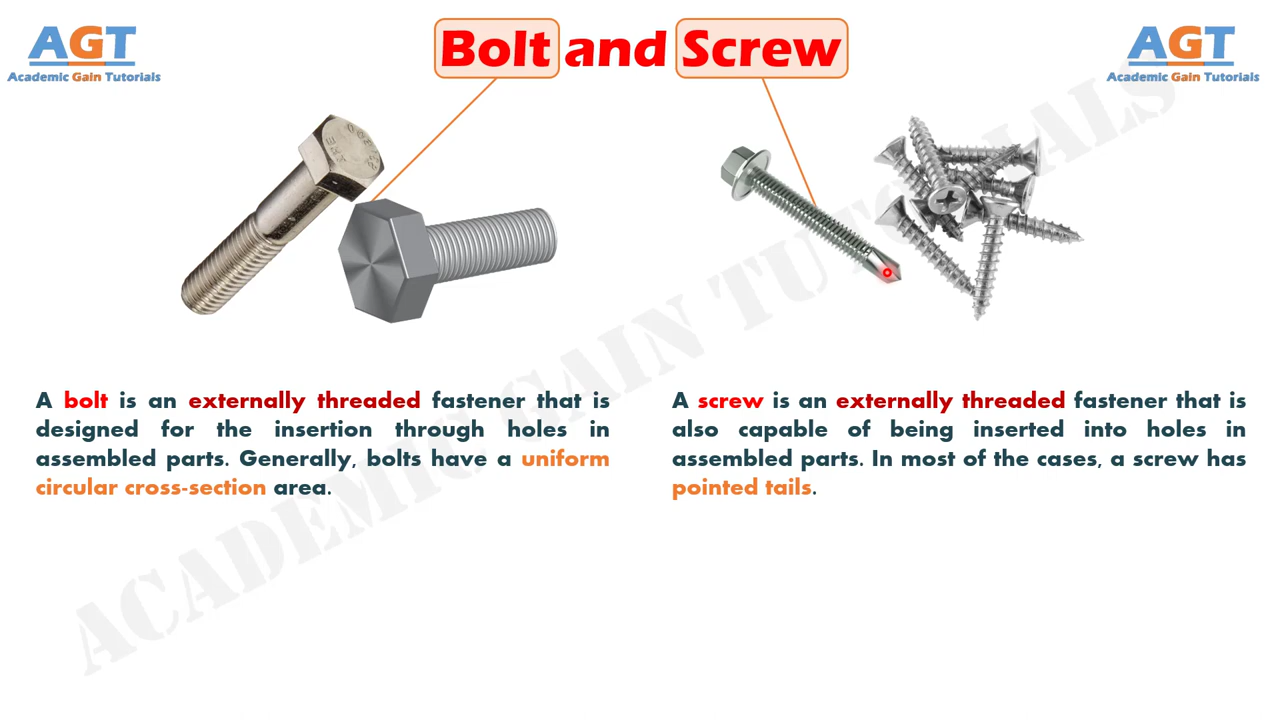 AGT
Academic Gain Tutorials
Bolt and Screw
AGT
Academic Gain Tutorials
A bolt is an externally threaded fastener that is
designed for the insertion through holes in
assembled parts. Generally, bolts have a uniform
circular cross-section area.
A screw is an externally threaded fastener that is
also capable of being inserted into holes in
assembled parts. In most of the cases, a screw has
pointed tails.
ACADEMIC GAIN TUTORIALS